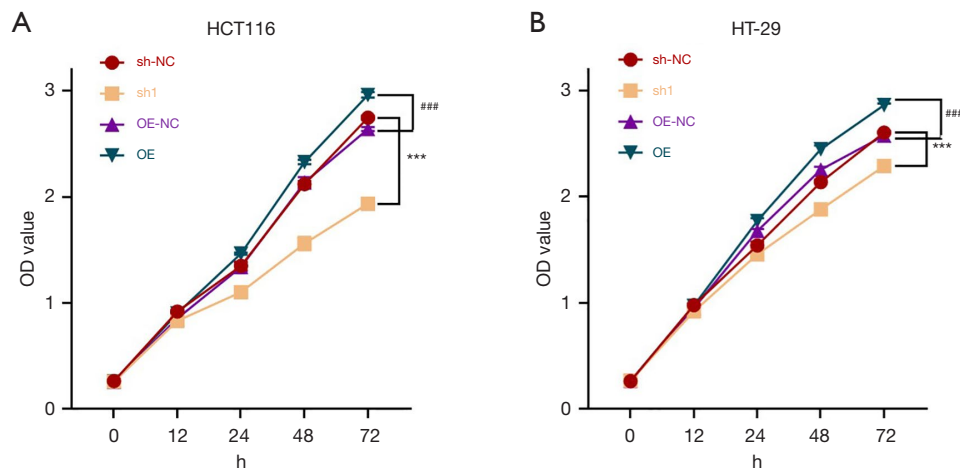 A
HCT116
sh-NC
sh1
OE-NC
OE
3
2
1
0
OD value
0 12 24 48 72
h
###
***
B
HT-29
sh-NC
sh1
OE-NC
OE
3
2
1
0
OD value
0 12 24 48 72
h
###
***